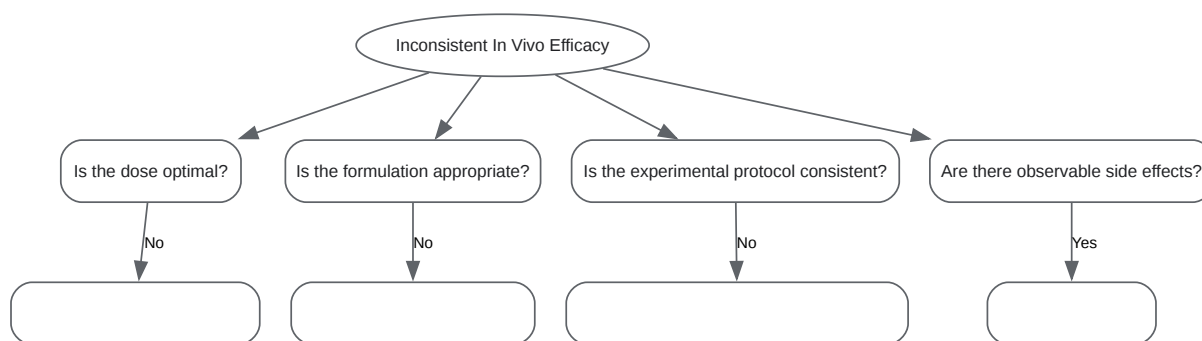 Inconsistent In Vivo Efficacy
Is the dose optimal?
Is the formulation appropriate?
Is the experimental protocol consistent?
Are there observable side effects?
No
No
No
Yes